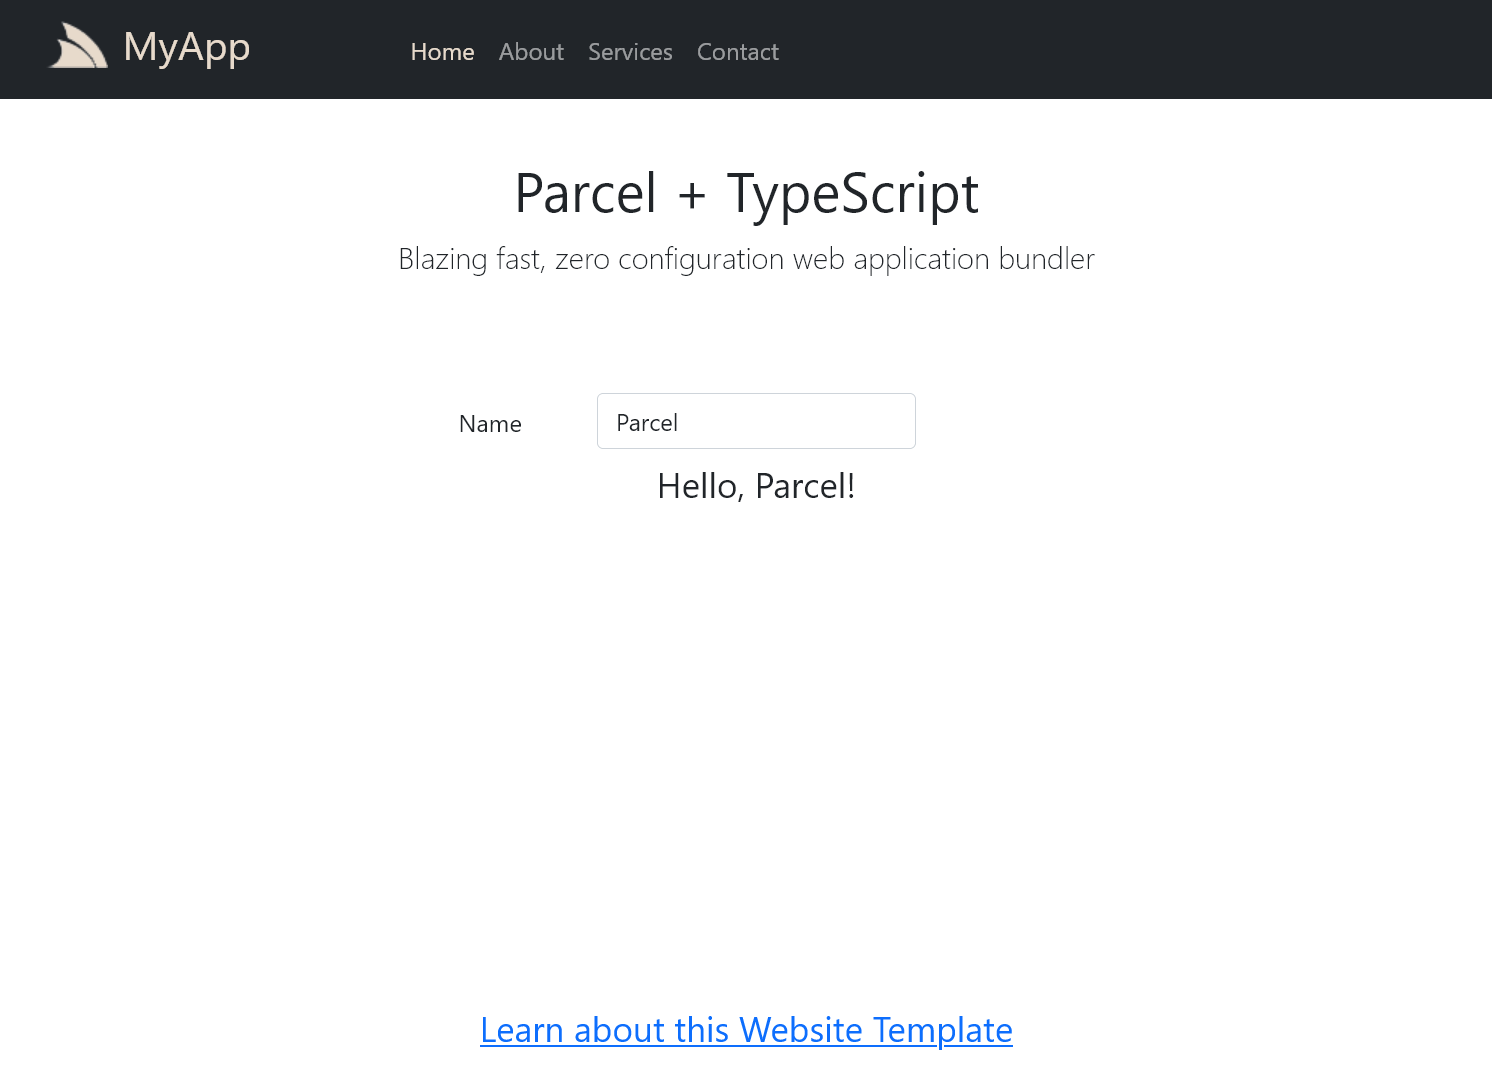 MyApp Home About Services Contact
Parcel + TypeScript
Blazing fast, zero configuration web application bundler
Name Parcel
Hello, Parcel!
Learn about this Website Template